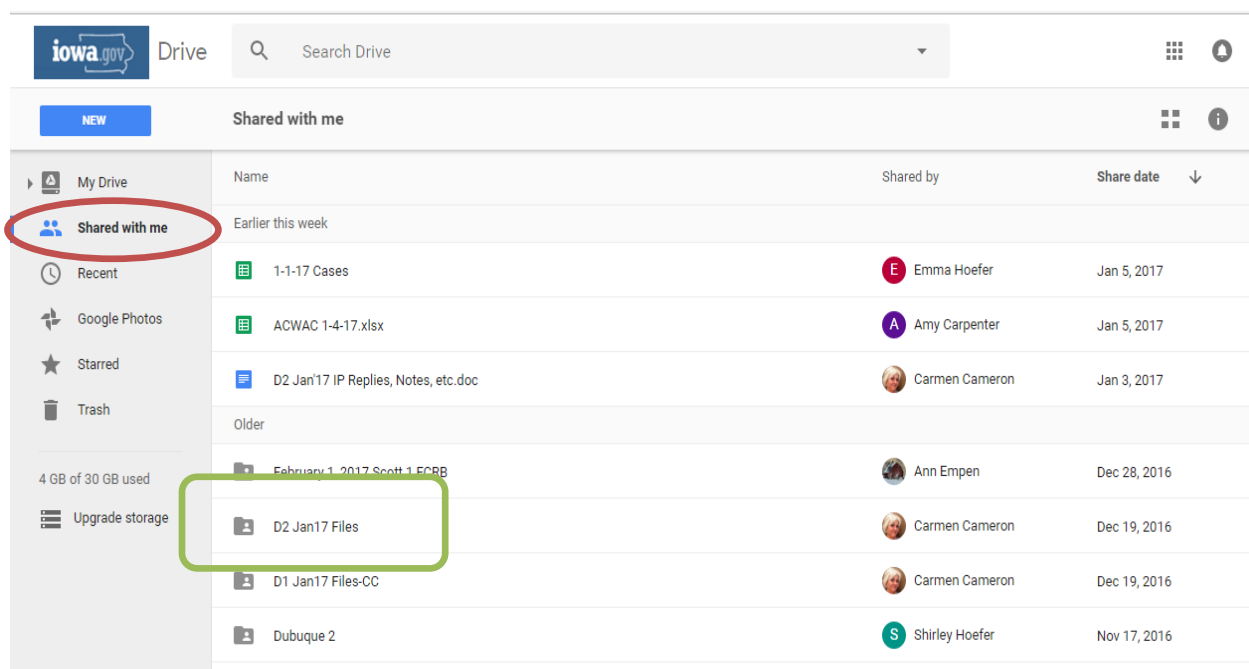 iowa.gov Drive Search Drive
NEW Shared with me
My Drive Name Shared by Share date
Shared with me Earlier this week
Recent 1-1-17 Cases E Emma Hoefer Jan 5, 2017
Google Photos ACWAC 1-4-17.xlsx A Amy Carpenter Jan 5, 2017
Starred D2 Jan'17 IP Replies, Notes, etc.doc Carmen Cameron Jan 3, 2017
Trash Older
4 GB of 30 GB used February 1, 2017 Scott 1 FCRB Ann Empen Dec 28, 2016
Upgrade storage D2 Jan17 Files Carmen Cameron Dec 19, 2016
D1 Jan17 Files-CC Carmen Cameron Dec 19, 2016
Dubuque 2 S Shirley Hoefer Nov 17, 2016